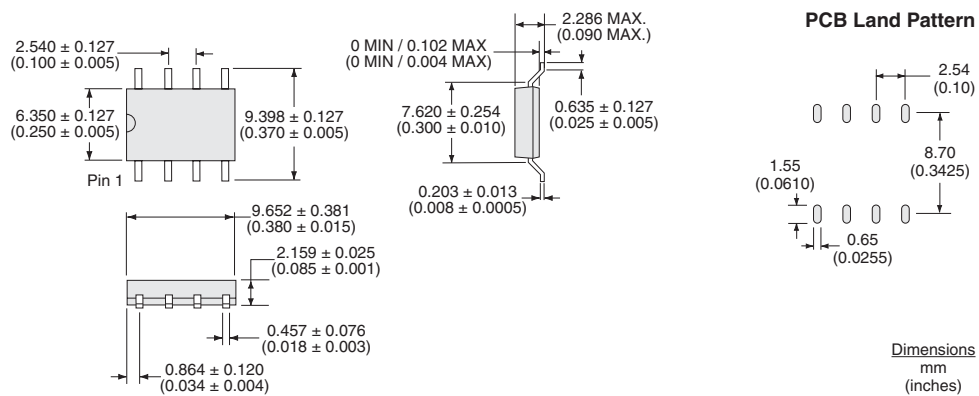 2.540 ± 0.127
(0.100 ± 0.005)
6.350 ± 0.127
(0.250 ± 0.005)
9.398 ± 0.127
(0.370 ± 0.005)
Pin 1
9.652 ± 0.381
(0.380 ± 0.015)
2.159 ± 0.025
(0.085 ± 0.001)
0.457 ± 0.076
(0.018 ± 0.003)
0.864 ± 0.120
(0.034 ± 0.004)
2.286 MAX.
(0.090 MAX.)
0 MIN / 0.102 MAX
(0 MIN / 0.004 MAX)
7.620 ± 0.254
(0.300 ± 0.010)
0.635 ± 0.127
(0.025 ± 0.005)
0.203 ± 0.013
(0.008 ± 0.0005)
PCB Land Pattern
2.54
(0.10)
8.70
(0.3425)
1.55
(0.0610)
0.65
(0.0255)
Dimensions
mm
(inches)